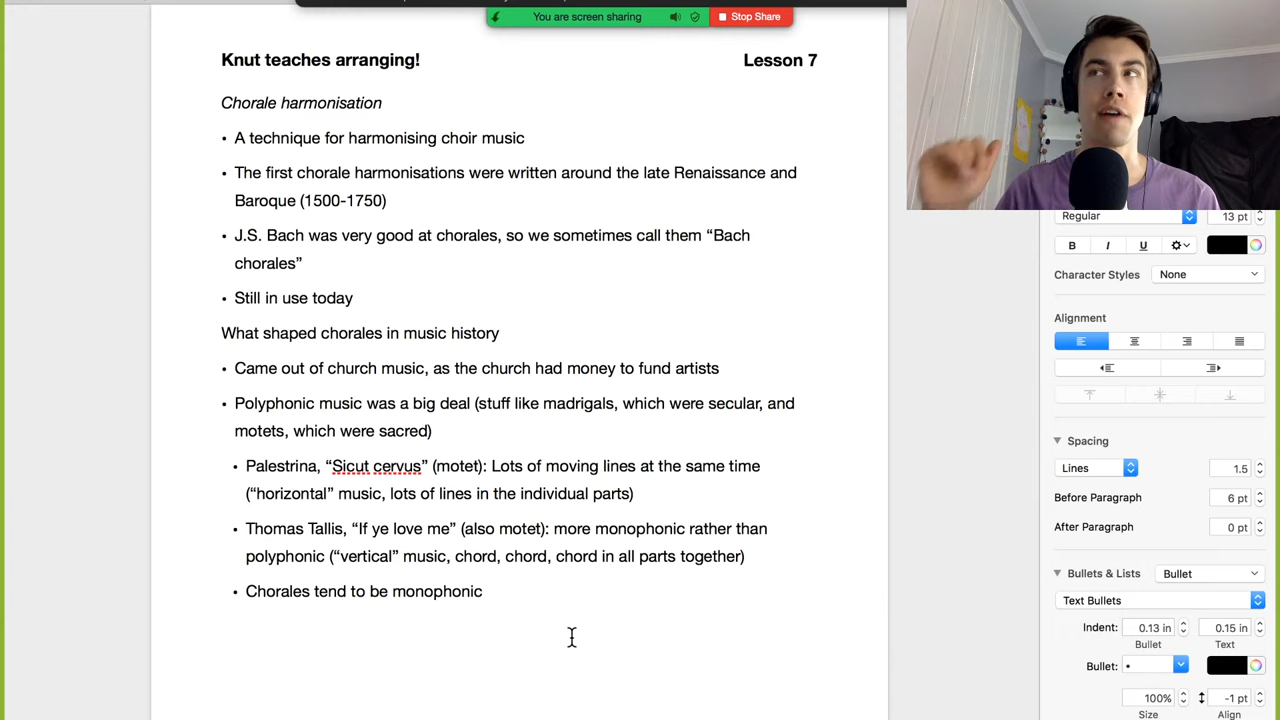 You are screen sharing
Stop Share
Knut teaches arranging!
Lesson 7
Chorale harmonisation
• A technique for harmonising choir music
• The first chorale harmonisations were written around the late Renaissance and
Baroque (1500-1750)
• J.S. Bach was very good at chorales, so we sometimes call them “Bach
chorales”
• Still in use today
What shaped chorales in music history
• Came out of church music, as the church had money to fund artists
• Polyphonic music was a big deal (stuff like madrigals, which were secular, and
motets, which were sacred)
• Palestrina, “Sicut cervus” (motet): Lots of moving lines at the same time
(“horizontal” music, lots of lines in the individual parts)
• Thomas Tallis, “If ye love me” (also motet): more monophonic rather than
polyphonic (“vertical” music, chord, chord, chord in all parts together)
• Chorales tend to be monophonic
Regular
13 pt
B I U
Character Styles
None
Alignment
Spacing
Lines
1.5
Before Paragraph
6 pt
After Paragraph
0 pt
Bullets & Lists
Bullet
Text Bullets
Indent:
0.13 in
0.15 in
Bullet
Text
Bullet:
•
100%
-1 pt
Size
Align